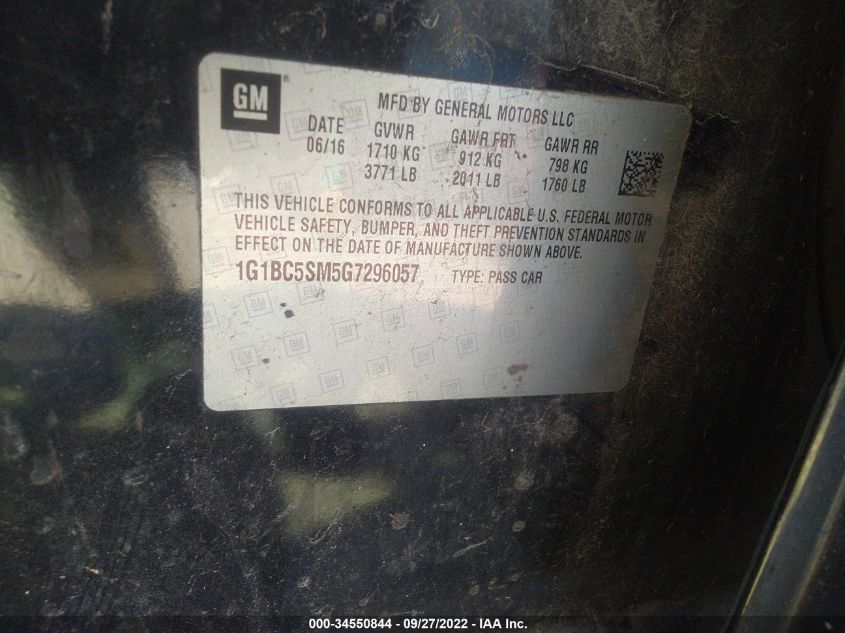 GM ®
MFD BY GENERAL MOTORS LLC
DATE GVWR GAWR FRT GAWR RR
06/16 1710 KG 912 KG 798 KG
3771 LB 2011 LB 1760 LB
THIS VEHICLE CONFORMS TO ALL APPLICABLE U.S. FEDERAL MOTOR
VEHICLE SAFETY, BUMPER, AND THEFT PREVENTION STANDARDS IN
EFFECT ON THE DATE OF MANUFACTURE SHOWN ABOVE.
1G1BC5SM5G7296057 TYPE: PASS CAR
000-34550844 / 09/27/2022 - IAA Inc.